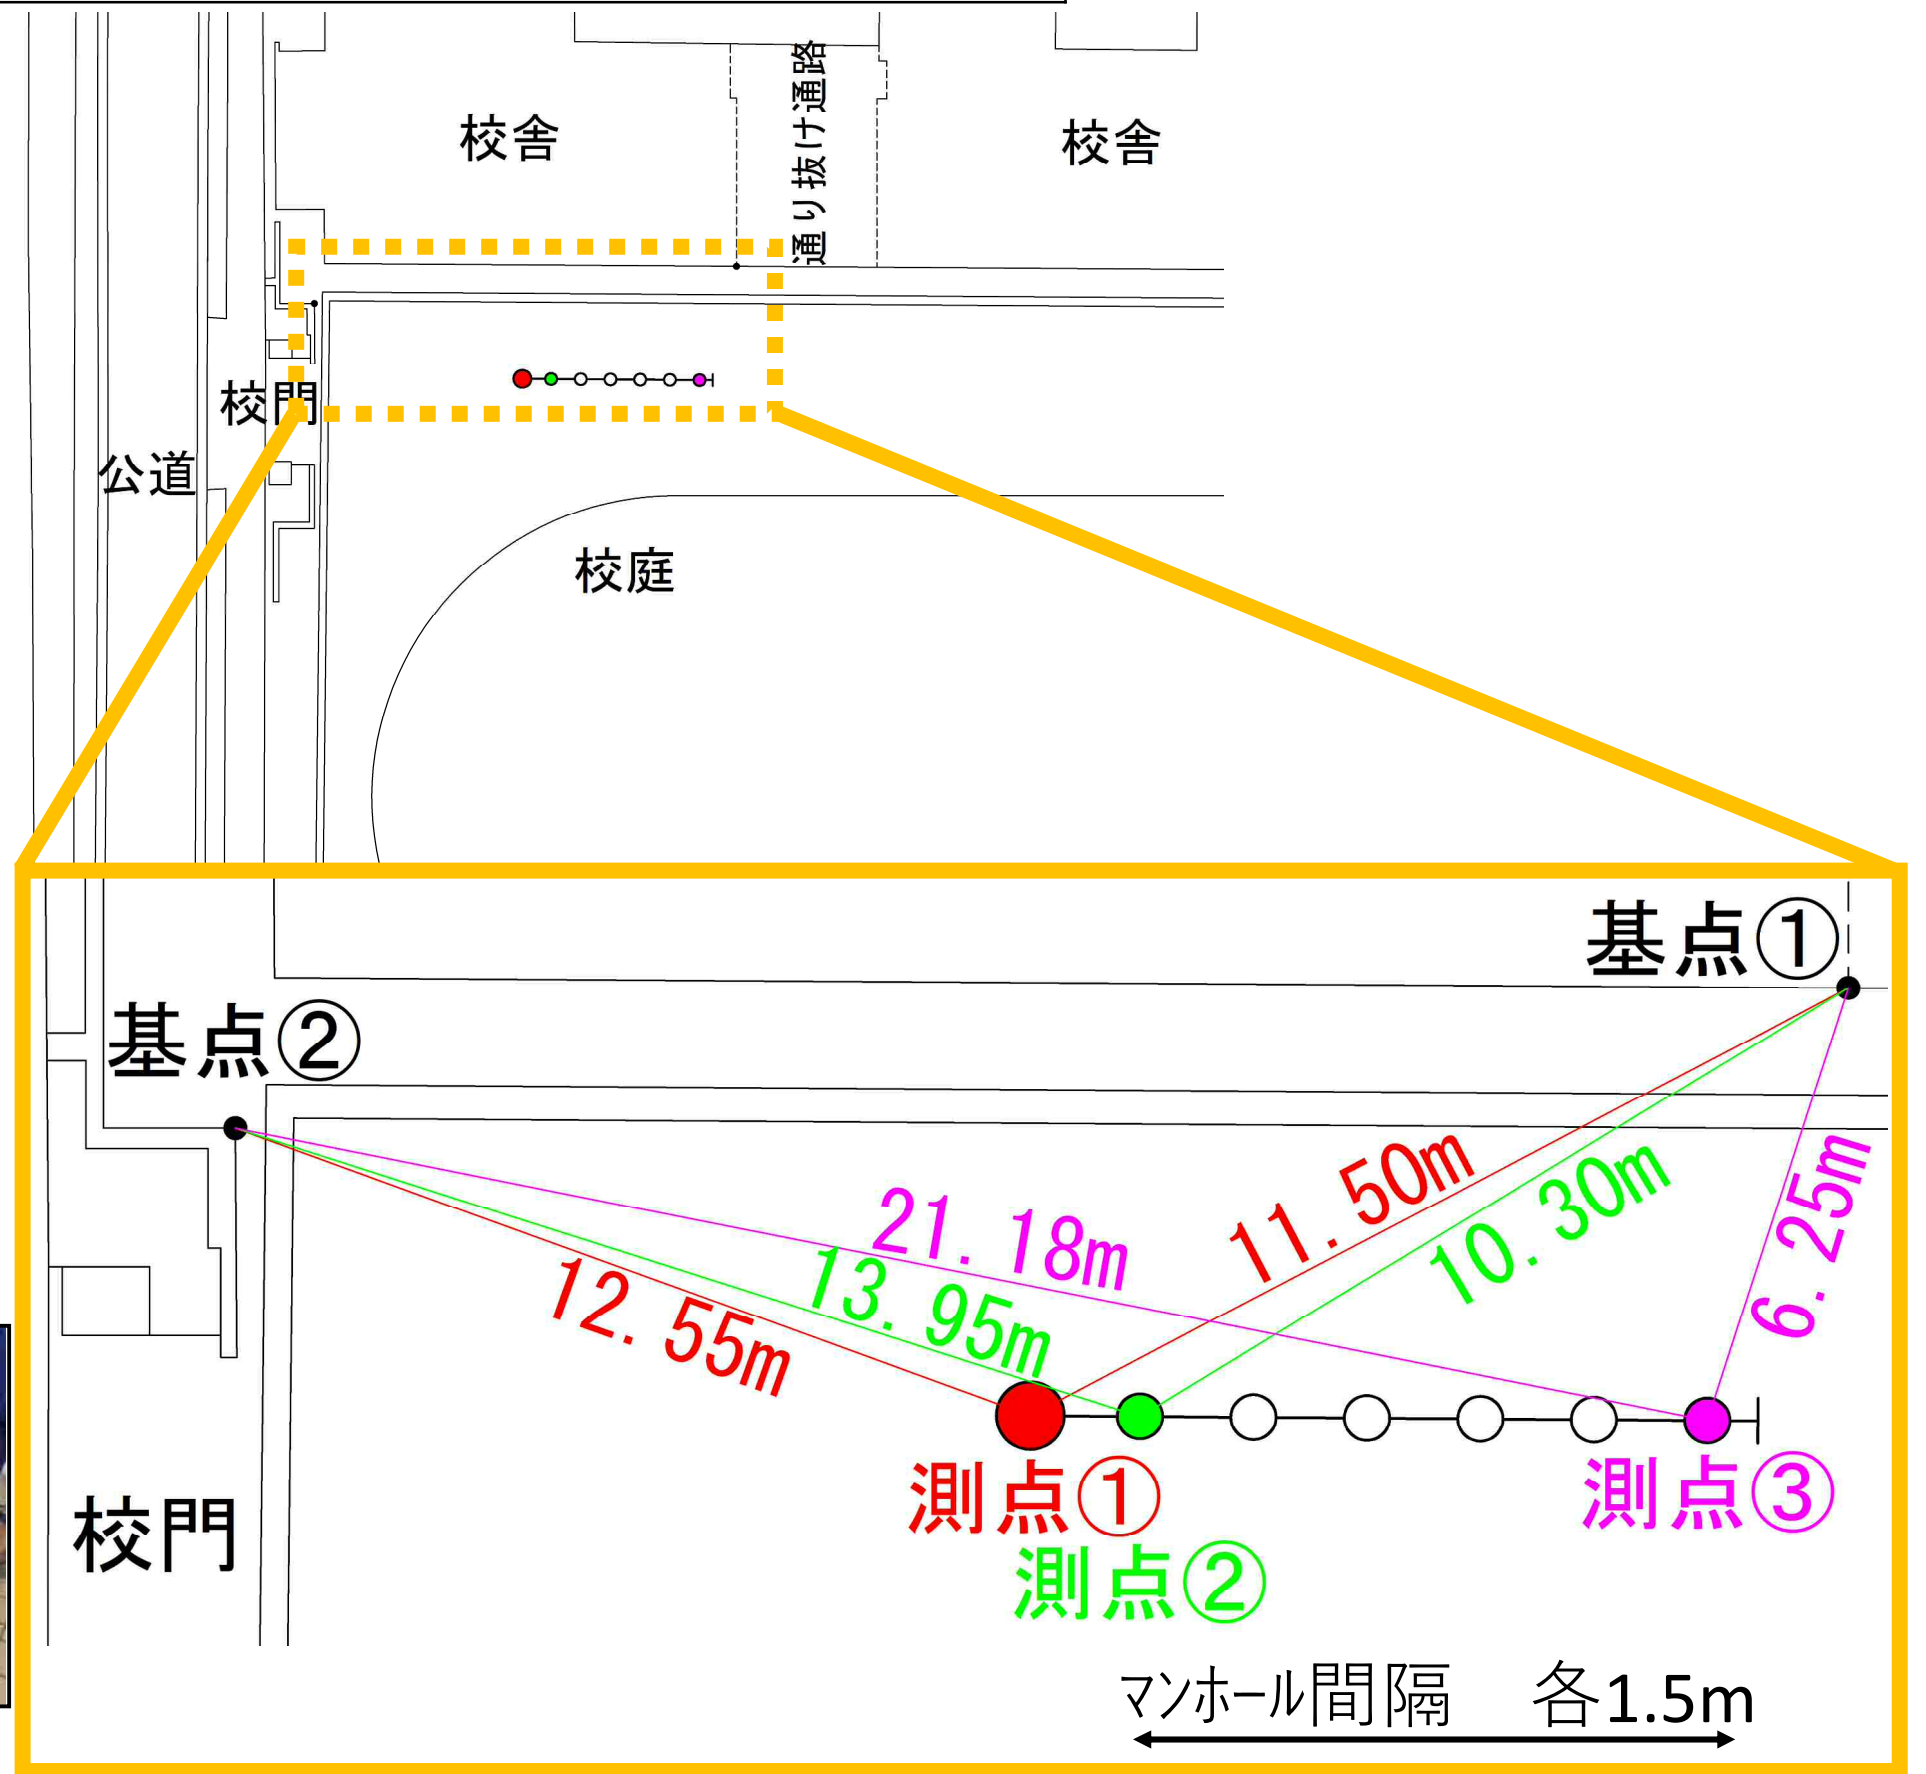 校舎
通り抜け通路
校舎
校門
公道
校庭
基点①
基点②
11.50m
10.30m
6.25m
21.18m
13.95m
12.55m
測点①
測点③
測点②
校門
マンホール間隔　各1.5m